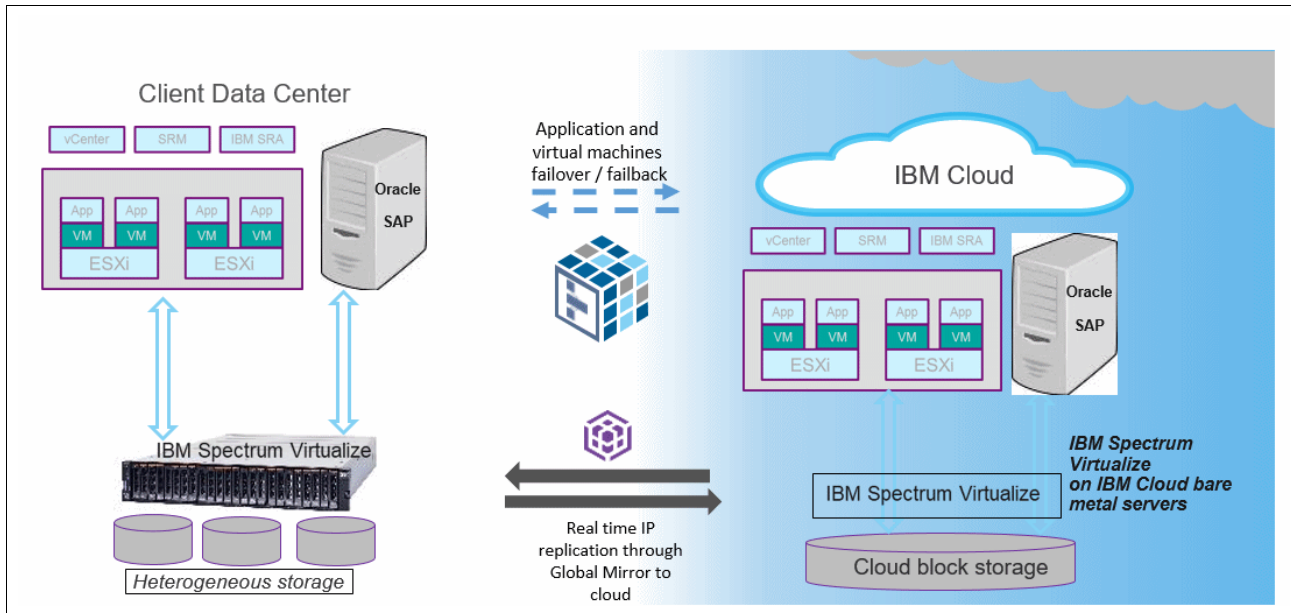 Client Data Center
vCenter
SRM
IBM SRA
App
App
App
App
VM
VM
VM
VM
ESXi
ESXi
Oracle
SAP
IBM Spectrum Virtualize
Heterogeneous storage
Application and
virtual machines
failover / failback
Real time IP
replication through
Global Mirror to
cloud
IBM Cloud
vCenter
SRM
IBM SRA
App
App
App
App
VM
VM
VM
VM
ESXi
ESXi
Oracle
SAP
IBM Spectrum
Virtualize
on IBM Cloud bare
metal servers
IBM Spectrum Virtualize
Cloud block storage